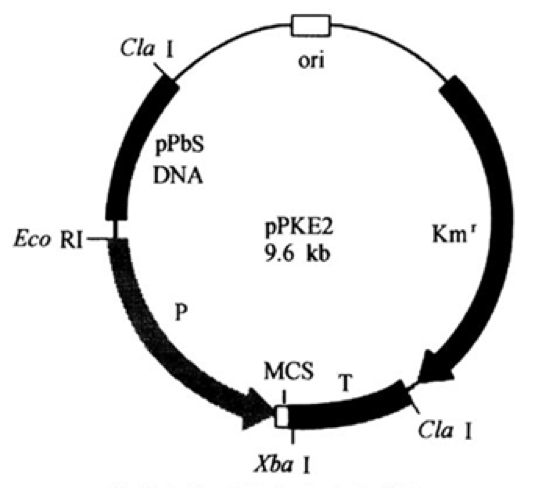 Cla I
ori
pPbS
DNA
pPKE2
9.6 kb
Km^r
Eco RI
P
MCS
T
Cla I
Xba I